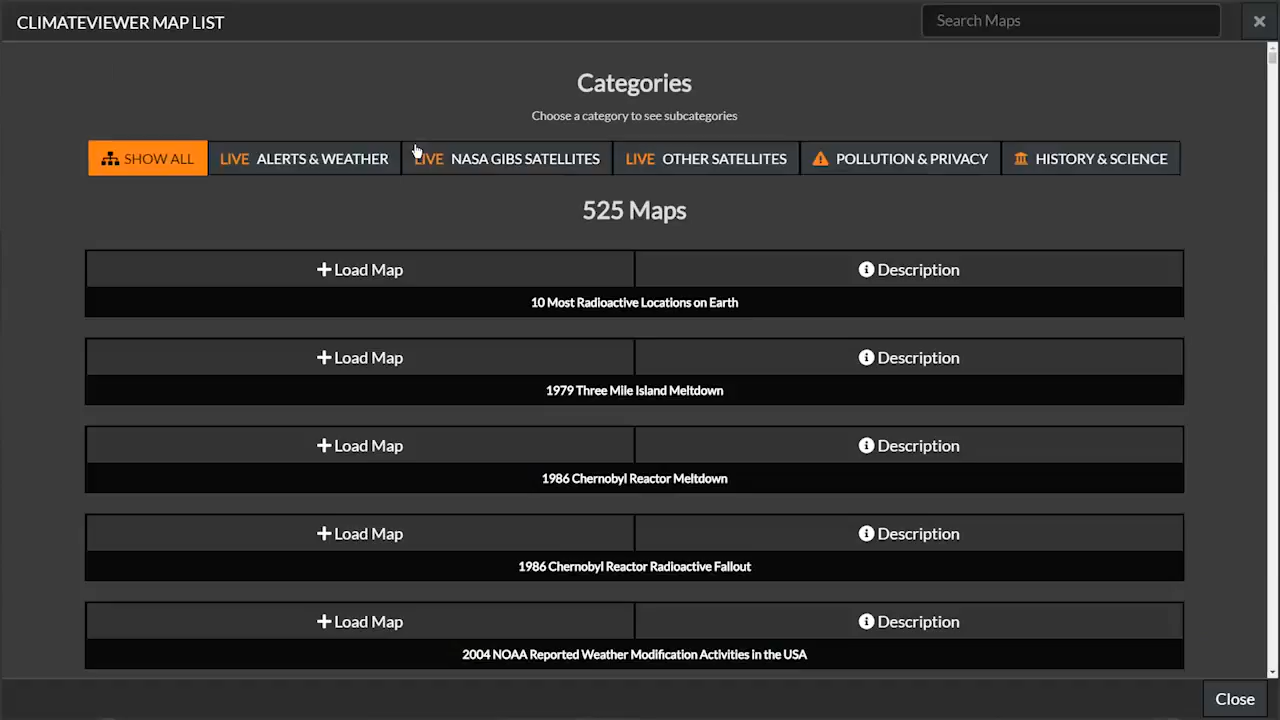 CLIMATEVIEWER MAP LIST
Search Maps
Categories
Choose a category to see subcategories
SHOW ALL
LIVE ALERTS & WEATHER
LIVE NASA GIBS SATELLITES
LIVE OTHER SATELLITES
POLLUTION & PRIVACY
HISTORY & SCIENCE
525 Maps
Load Map
Description
10 Most Radioactive Locations on Earth
Load Map
Description
1979 Three Mile Island Meltdown
Load Map
Description
1986 Chernobyl Reactor Meltdown
Load Map
Description
1986 Chernobyl Reactor Radioactive Fallout
Load Map
Description
2004 NOAA Reported Weather Modification Activities in the USA
Close